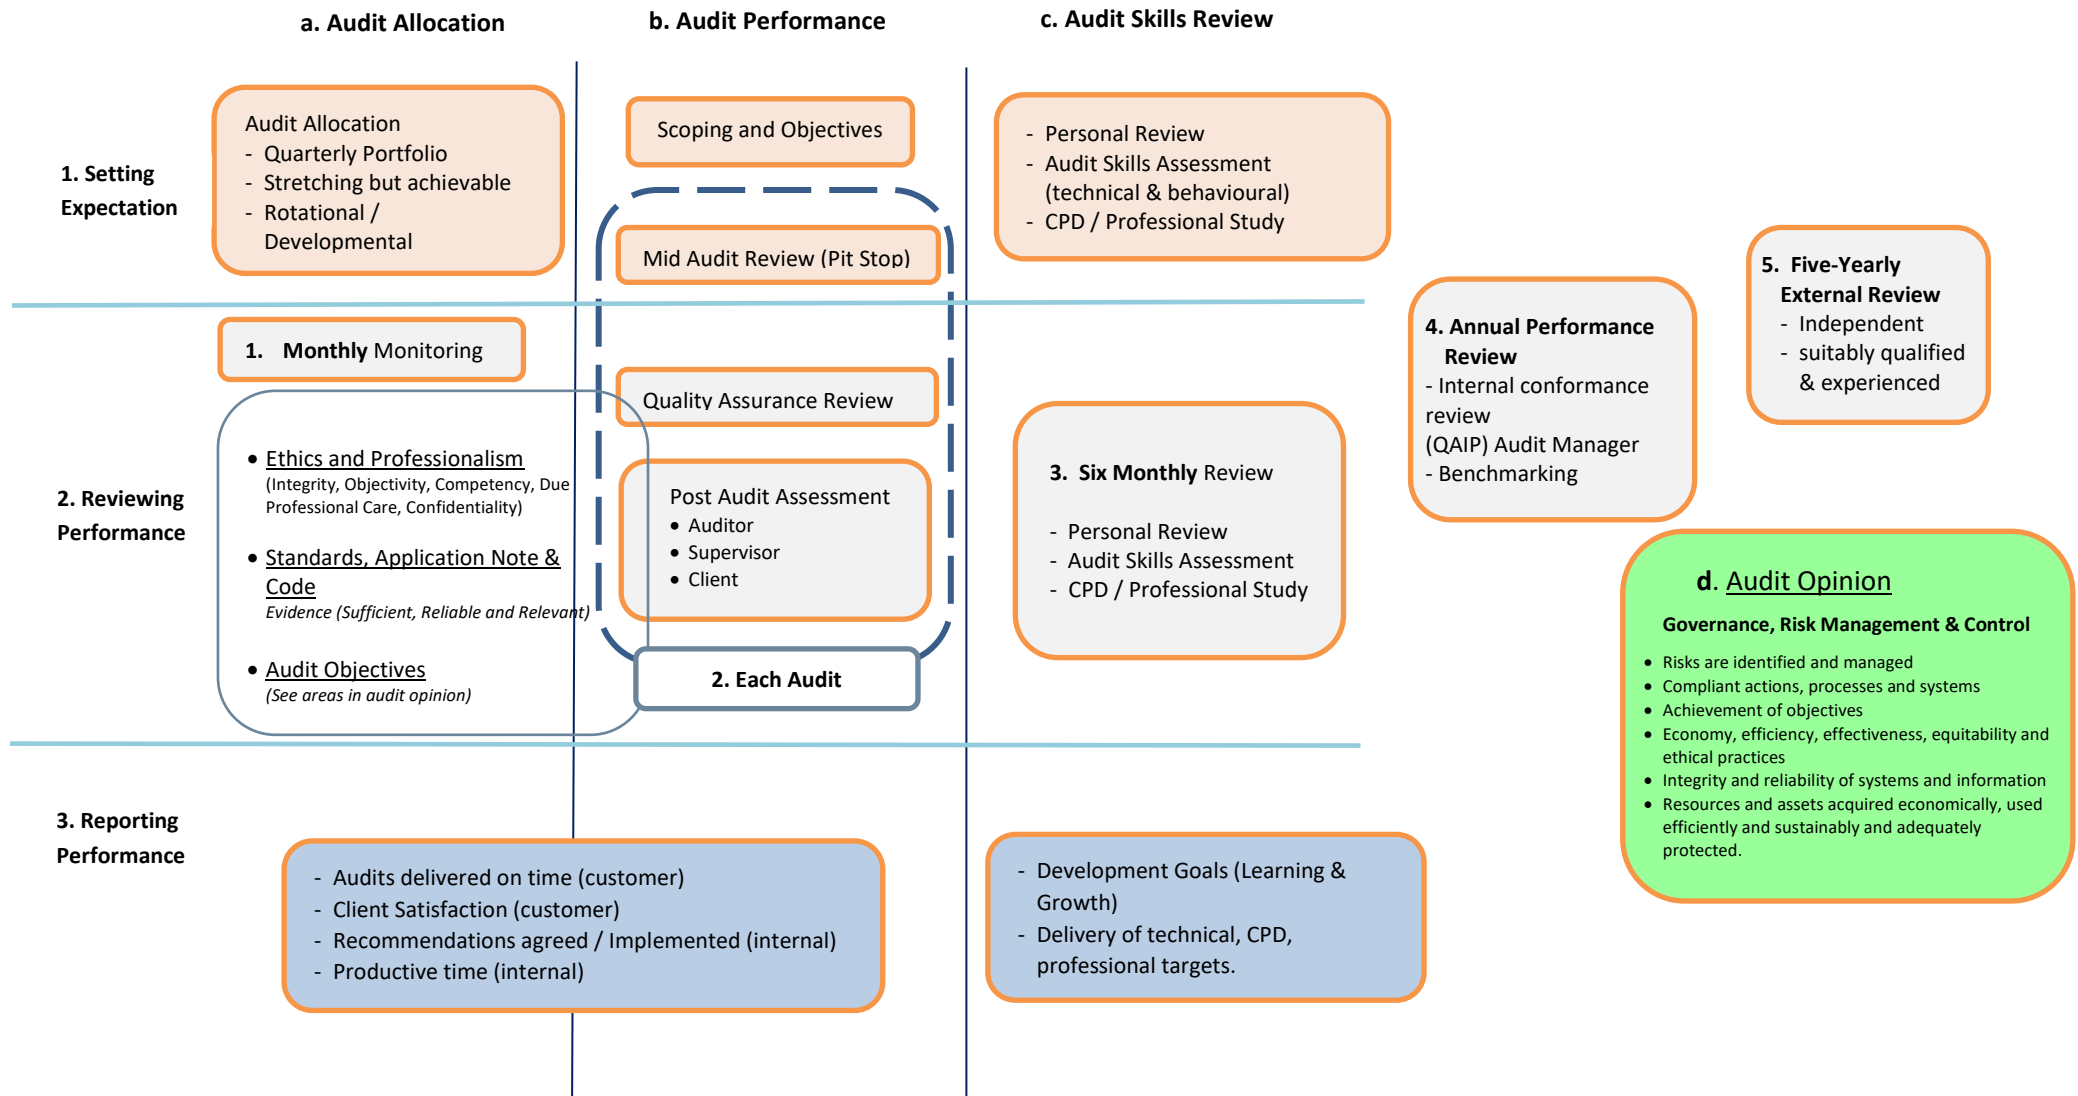 a. Audit Allocation
b. Audit Performance
c. Audit Skills Review
1. Setting
Expectation
Audit Allocation
- Quarterly Portfolio
- Stretching but achievable
- Rotational /
Developmental
Scoping and Objectives
Mid Audit Review (Pit Stop)
- Personal Review
- Audit Skills Assessment
(technical & behavioural)
- CPD / Professional Study
2. Reviewing
Performance
1. Monthly Monitoring
• Ethics and Professionalism
(Integrity, Objectivity, Competency, Due
Professional Care, Confidentiality)
• Standards, Application Note &
Code
Evidence (Sufficient, Reliable and Relevant)
• Audit Objectives
(See areas in audit opinion)
Quality Assurance Review
Post Audit Assessment
• Auditor
• Supervisor
• Client
2. Each Audit
3. Six Monthly Review
- Personal Review
- Audit Skills Assessment
- CPD / Professional Study
4. Annual Performance
Review
- Internal conformance
review
(QAIP) Audit Manager
- Benchmarking
5. Five-Yearly
External Review
- Independent
- suitably qualified
& experienced
d. Audit Opinion
Governance, Risk Management & Control
• Risks are identified and managed
• Compliant actions, processes and systems
• Achievement of objectives
• Economy, efficiency, effectiveness, equitability and
ethical practices
• Integrity and reliability of systems and information
• Resources and assets acquired economically, used
efficiently and sustainably and adequately
protected.
3. Reporting
Performance
- Audits delivered on time (customer)
- Client Satisfaction (customer)
- Recommendations agreed / Implemented (internal)
- Productive time (internal)
- Development Goals (Learning &
Growth)
- Delivery of technical, CPD,
professional targets.